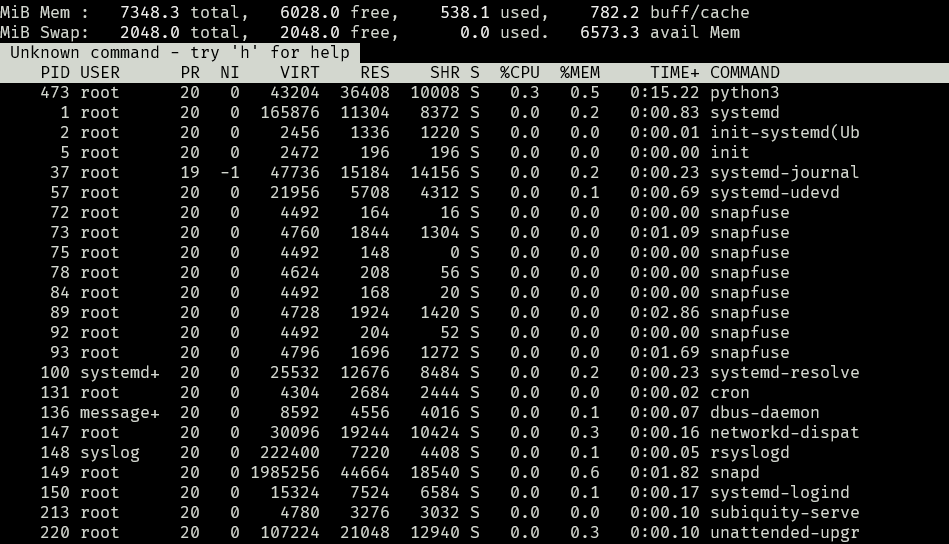 MiB Mem :   7348.3 total,   6028.0 free,    538.1 used,    782.2 buff/cache
MiB Swap:   2048.0 total,   2048.0 free,      0.0 used.   6573.3 avail Mem
 Unknown command - try 'h' for help
    PID USER      PR  NI    VIRT    RES    SHR S  %CPU  %MEM     TIME+ COMMAND
    473 root      20   0   43204  36408  10008 S   0.3   0.5   0:15.22 python3
      1 root      20   0  165876  11304   8372 S   0.0   0.2   0:00.83 systemd
      2 root      20   0    2456   1336   1220 S   0.0   0.0   0:00.01 init-systemd(Ub
      5 root      20   0    2472    196    196 S   0.0   0.0   0:00.00 init
     37 root      19  -1   47736  15184  14156 S   0.0   0.2   0:00.23 systemd-journal
     57 root      20   0   21956   5708   4312 S   0.0   0.1   0:00.69 systemd-udevd
     72 root      20   0    4492    164     16 S   0.0   0.0   0:00.00 snapfuse
     73 root      20   0    4760   1844   1304 S   0.0   0.0   0:01.09 snapfuse
     75 root      20   0    4492    148      0 S   0.0   0.0   0:00.00 snapfuse
     78 root      20   0    4624    208     56 S   0.0   0.0   0:00.00 snapfuse
     84 root      20   0    4492    168     20 S   0.0   0.0   0:00.00 snapfuse
     89 root      20   0    4728   1924   1420 S   0.0   0.0   0:02.86 snapfuse
     92 root      20   0    4492    204     52 S   0.0   0.0   0:00.00 snapfuse
     93 root      20   0    4796   1696   1272 S   0.0   0.0   0:01.69 snapfuse
    100 systemd+  20   0   25532  12676   8484 S   0.0   0.2   0:00.23 systemd-resolve
    131 root      20   0    4304   2684   2444 S   0.0   0.0   0:00.02 cron
    136 message+  20   0    8592   4556   4016 S   0.0   0.1   0:00.07 dbus-daemon
    147 root      20   0   30096  19244  10424 S   0.0   0.3   0:00.16 networkd-dispat
    148 syslog    20   0  222400   7220   4408 S   0.0   0.1   0:00.05 rsyslogd
    149 root      20   0 1985256  44664  18540 S   0.0   0.6   0:01.82 snapd
    150 root      20   0   15324   7524   6584 S   0.0   0.1   0:00.17 systemd-logind
    213 root      20   0    4780   3276   3032 S   0.0   0.0   0:00.10 subiquity-serve
    220 root      20   0  107224  21048  12940 S   0.0   0.3   0:00.10 unattended-upgr